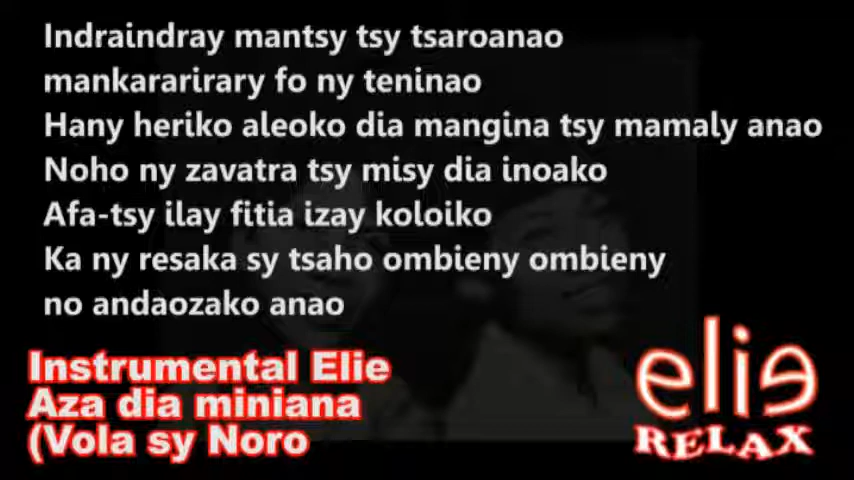 Indraindray mantsy tsy tsaroanao
mankararirary fo ny teninao
Hany heriko aleoko dia mangina tsy mamaly anao
Noho ny zavatra tsy misy dia inoako
Afa-tsy ilay fitia izay koloiko
Ka ny resaka sy tsaho ombieny ombieny
no andaozako anao
Instrumental Elie
Aza dia miniana
(Vola sy Noro
elie
RELAX